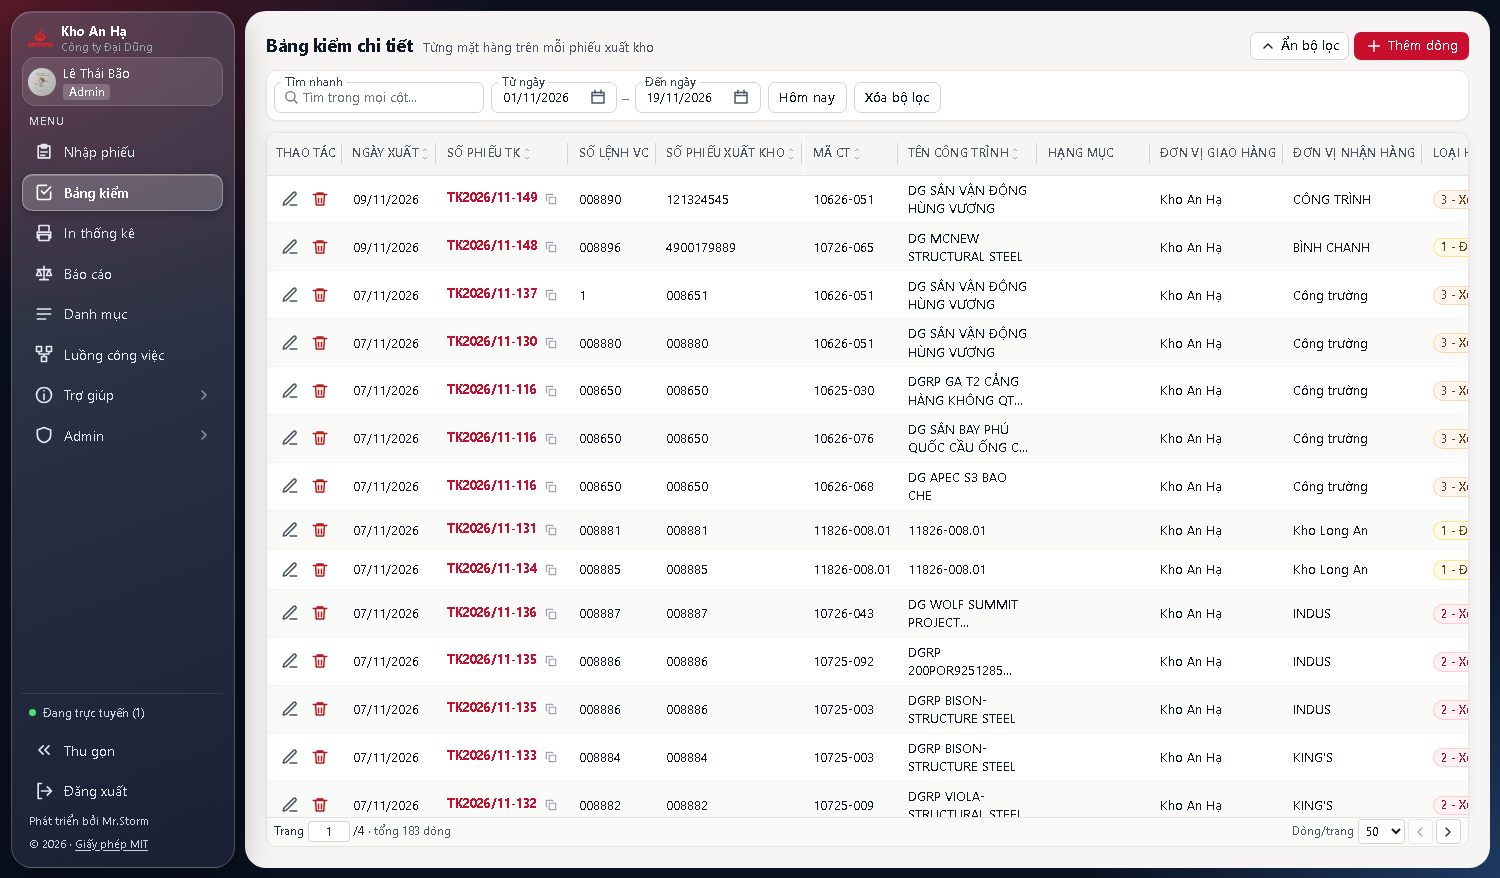 Kho An Hạ
Công ty Đại Dũng
Lê Thái Bão
Admin
MENU
Nhập phiếu
Bảng kiểm
In thống kê
Báo cáo
Danh mục
Luồng công việc
Trợ giúp
Admin
Đang trực tuyến (1)
Thu gọn
Đăng xuất
Phát triển bởi Mr.Storm
© 2026 · Giấy phép MIT
Bảng kiểm chi tiết Từng mặt hàng trên mỗi phiếu xuất kho
Ẩn bộ lọc
Thêm dòng
Tìm nhanh
Tìm trong mọi cột...
Từ ngày
01/11/2026
–
Đến ngày
19/11/2026
Hôm nay
Xóa bộ lọc
THAO TÁC NGÀY XUẤT SỐ PHIẾU TK SỐ LỆNH VC SỐ PHIẾU XUẤT KHO MÃ CT TÊN CÔNG TRÌNH HẠNG MỤC ĐƠN VỊ GIAO HÀNG ĐƠN VỊ NHẬN HÀNG LOẠI
09/11/2026 TK2026/11-149 008890 121324545 10626-051 DG SÂN VẬN ĐỘNG
HÙNG VƯƠNG Kho An Hạ CÔNG TRÌNH 3 -
09/11/2026 TK2026/11-148 008896 4900179889 10726-065 DG MCNEW
STRUCTURAL STEEL Kho An Hạ BÌNH CHANH 1 - Đ
07/11/2026 TK2026/11-137 1 008651 10626-051 DG SÂN VẬN ĐỘNG
HÙNG VƯƠNG Kho An Hạ Công trường 3 -
07/11/2026 TK2026/11-130 008880 008880 10626-051 DG SÂN VẬN ĐỘNG
HÙNG VƯƠNG Kho An Hạ Công trường 3 -
07/11/2026 TK2026/11-116 008650 008650 10625-030 DGRP GA T2 CẢNG
HÀNG KHÔNG QT... Kho An Hạ Công trường 3 -
07/11/2026 TK2026/11-116 008650 008650 10626-076 DG SÂN BAY PHÚ
QUỐC CẦU ỐNG C... Kho An Hạ Công trường 3 -
07/11/2026 TK2026/11-116 008650 008650 10626-068 DG APEC S3 BAO
CHE Kho An Hạ Công trường 3 -
07/11/2026 TK2026/11-131 008881 008881 11826-008.01 11826-008.01 Kho An Hạ Kho Long An 1 - Đ
07/11/2026 TK2026/11-134 008885 008885 11826-008.01 11826-008.01 Kho An Hạ Kho Long An 1 - Đ
07/11/2026 TK2026/11-136 008887 008887 10726-043 DG WOLF SUMMIT
PROJECT... Kho An Hạ INDUS 2 -
07/11/2026 TK2026/11-135 008886 008886 10725-092 DGRP
200POR9251285... Kho An Hạ INDUS 2 -
07/11/2026 TK2026/11-135 008886 008886 10725-003 DGRP BISON-
STRUCTURE STEEL Kho An Hạ INDUS 2 -
07/11/2026 TK2026/11-133 008884 008884 10725-003 DGRP BISON-
STRUCTURE STEEL Kho An Hạ KING'S 2 -
07/11/2026 TK2026/11-132 008882 008882 10725-009 DGRP VIOLA-
STRUCTURAL STEEL Kho An Hạ KING'S 2 -
Trang 1 /4 · tổng 183 dòng
Dòng/trang 50